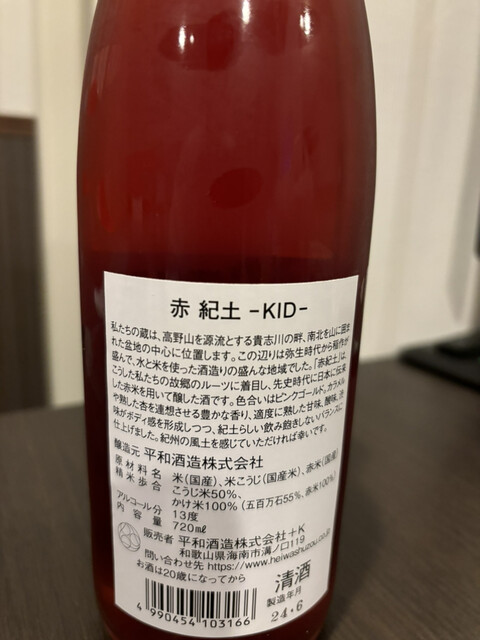 赤 紀土 -KID-
私たちの蔵は、高野山を源流とする貴志川の畔、南北を山に囲ま
れた盆地の中心に位置します。この辺りは弥生時代から稲作が
盛んで、水と米を使った酒造りの盛んな地域でした。「赤紀土」は、
こうした私たちの故郷のルーツに着目し、先史時代に日本に伝来
した赤米を用いて醸した酒です。色合いはピンクゴールド、カラメル
や熟した杏を連想させる豊かな香り、適度に熟した甘味、酸味、渋
味がボディ感を形成しつつ、紀土らしい飲み飽きしないバランスに
仕上げました。紀州の風土を感じていただければ幸いです。
醸造元 平和酒造株式会社
原材料名 米(国産)、米こうじ(国産米)、赤米(国産)
精米歩合 こうじ米50%、
かけ米100%(五百万石55%、赤米100%)
アルコール分 13度
内容量 720mℓ
販売者 平和酒造株式会社+K
和歌山県海南市溝ノ口119
問い合わせ先 https://www.heiwashuzou.co.jp
お酒は20歳になってから
清酒
製造年月
24.6
4 990454 103166